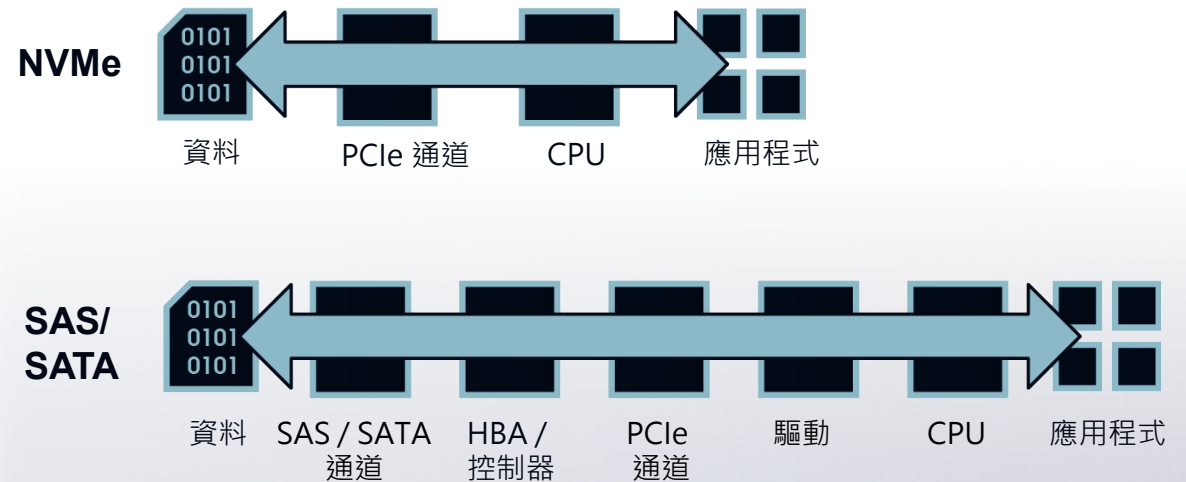 NVMe
0101
0101
0101
資料
PCIe 通道
CPU
應用程式
SAS/
SATA
0101
0101
0101
資料
SAS / SATA
通道
HBA /
控制器
PCIe
通道
驅動
CPU
應用程式